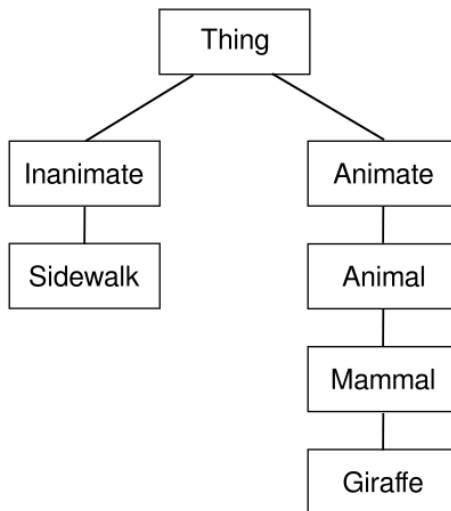 Thing
Inanimate
Animate
Sidewalk
Animal
Mammal
Giraffe